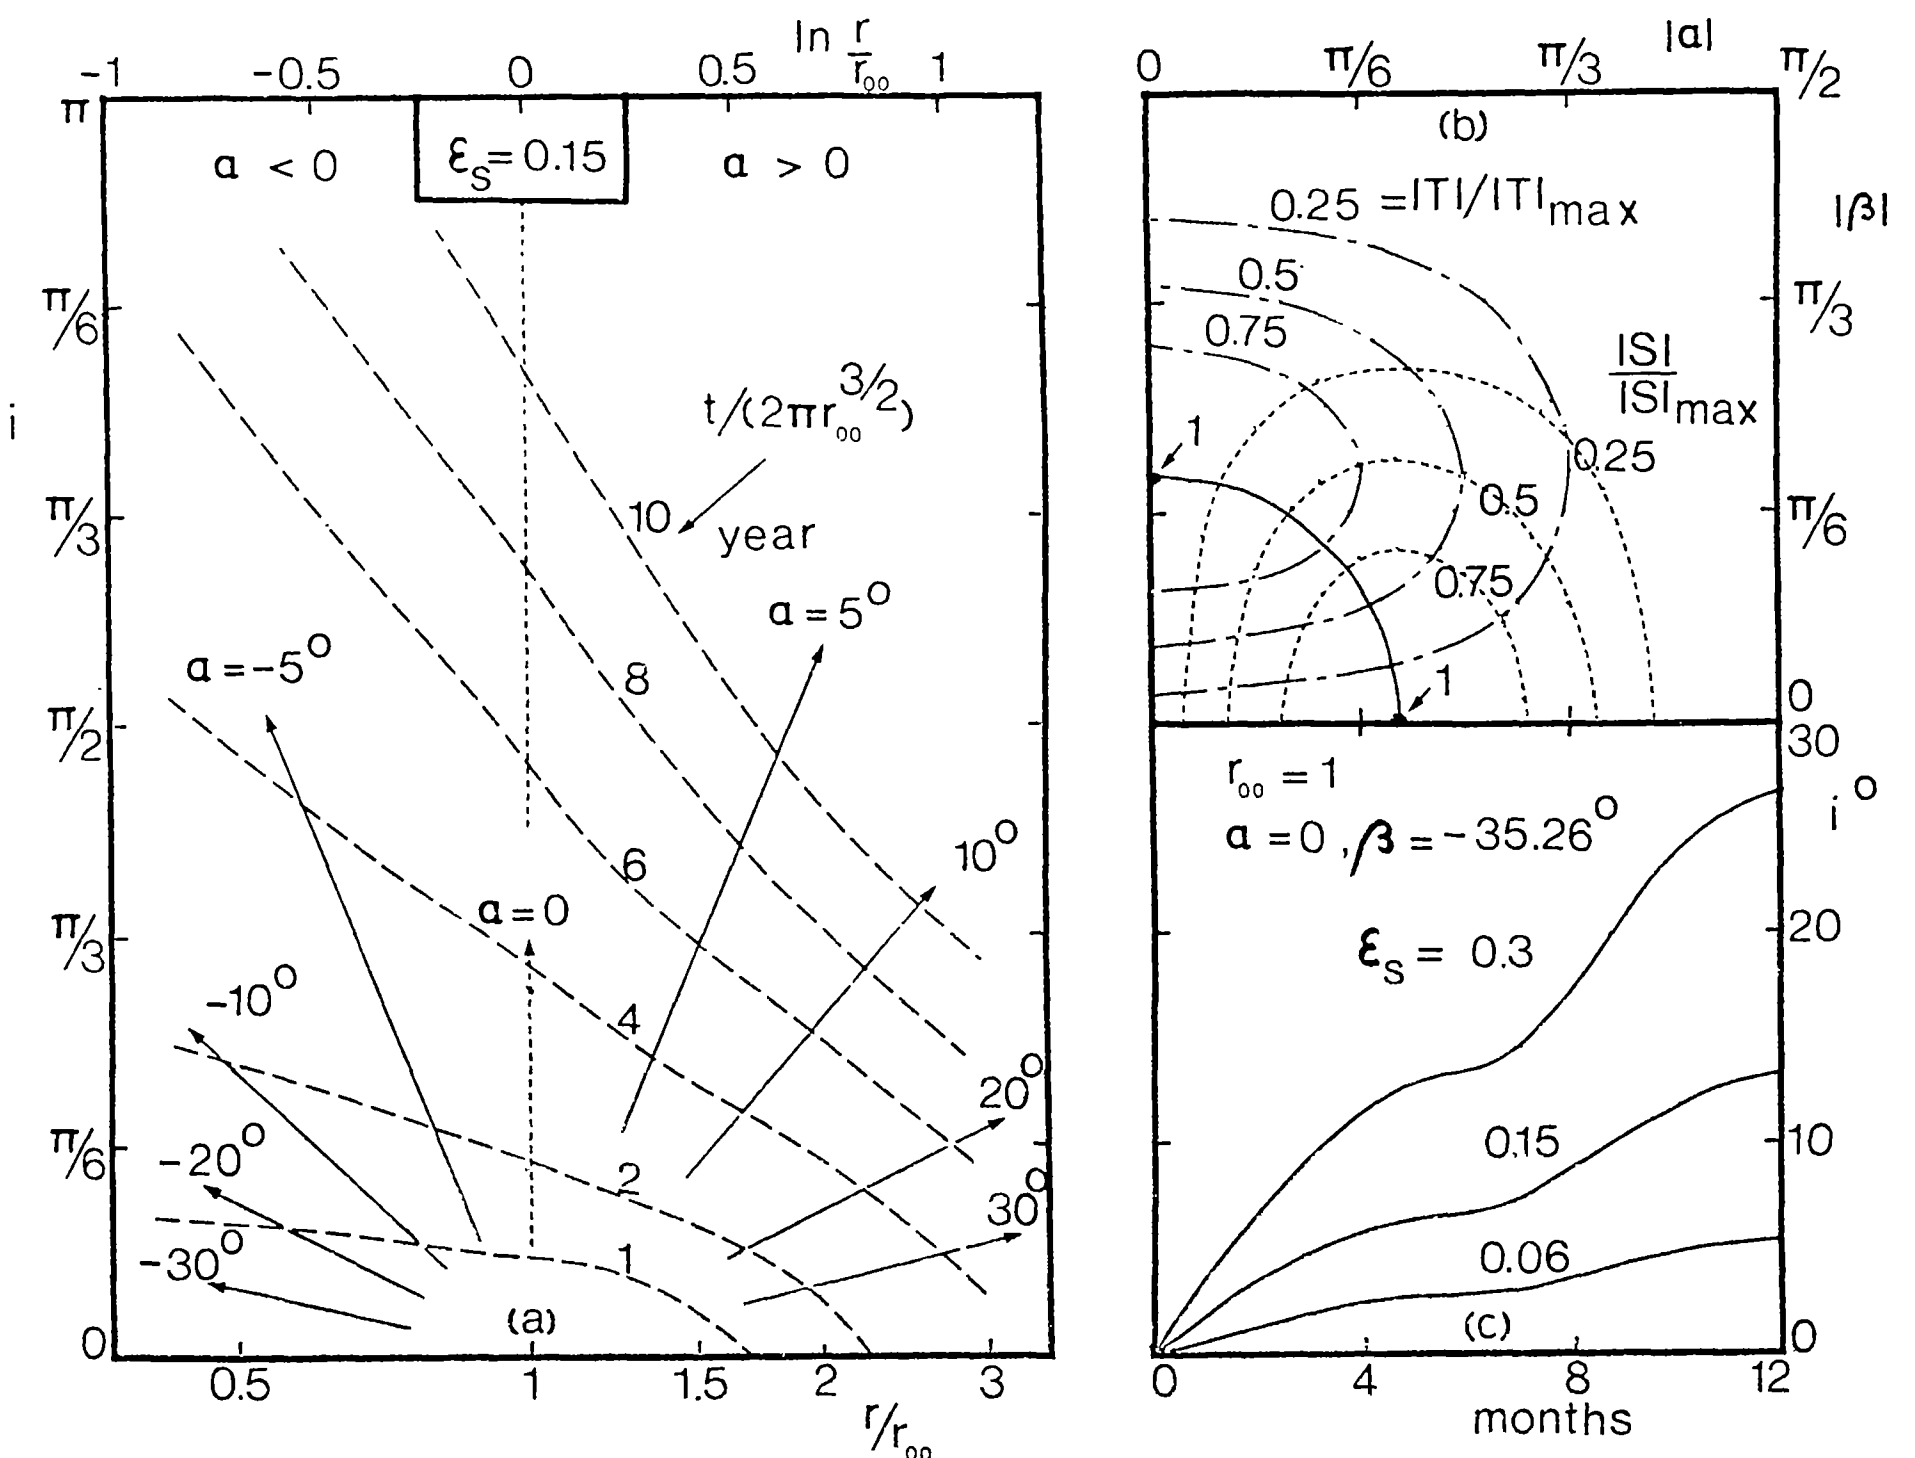 ln r/r₀₀
-1 -0.5 0 0.5 1
π
α < 0
εs = 0.15
α > 0
π/6
t/(2πr₀₀^3/2)
i
10
year
π/3
α = 5°
α = -5°
8
π/2
6
10°
α = 0
π/3
-10°
4
20°
π/6
-20°
2
30°
-30°
1
(a)
0
0.5 1 1.5 2 3
r/r₀₀
0 π/6 π/3 |α| π/2
(b)
0.25 = |T|/|T|max
|β|
0.5
π/3
0.75
|S|/|S|max
1
0.25
0.5
π/6
0.75
1
0
30
r₀₀ = 1
i°
α = 0, β = -35.26°
εs = 0.3
20
0.15
10
0.06
(c)
0
0 4 8 12
months